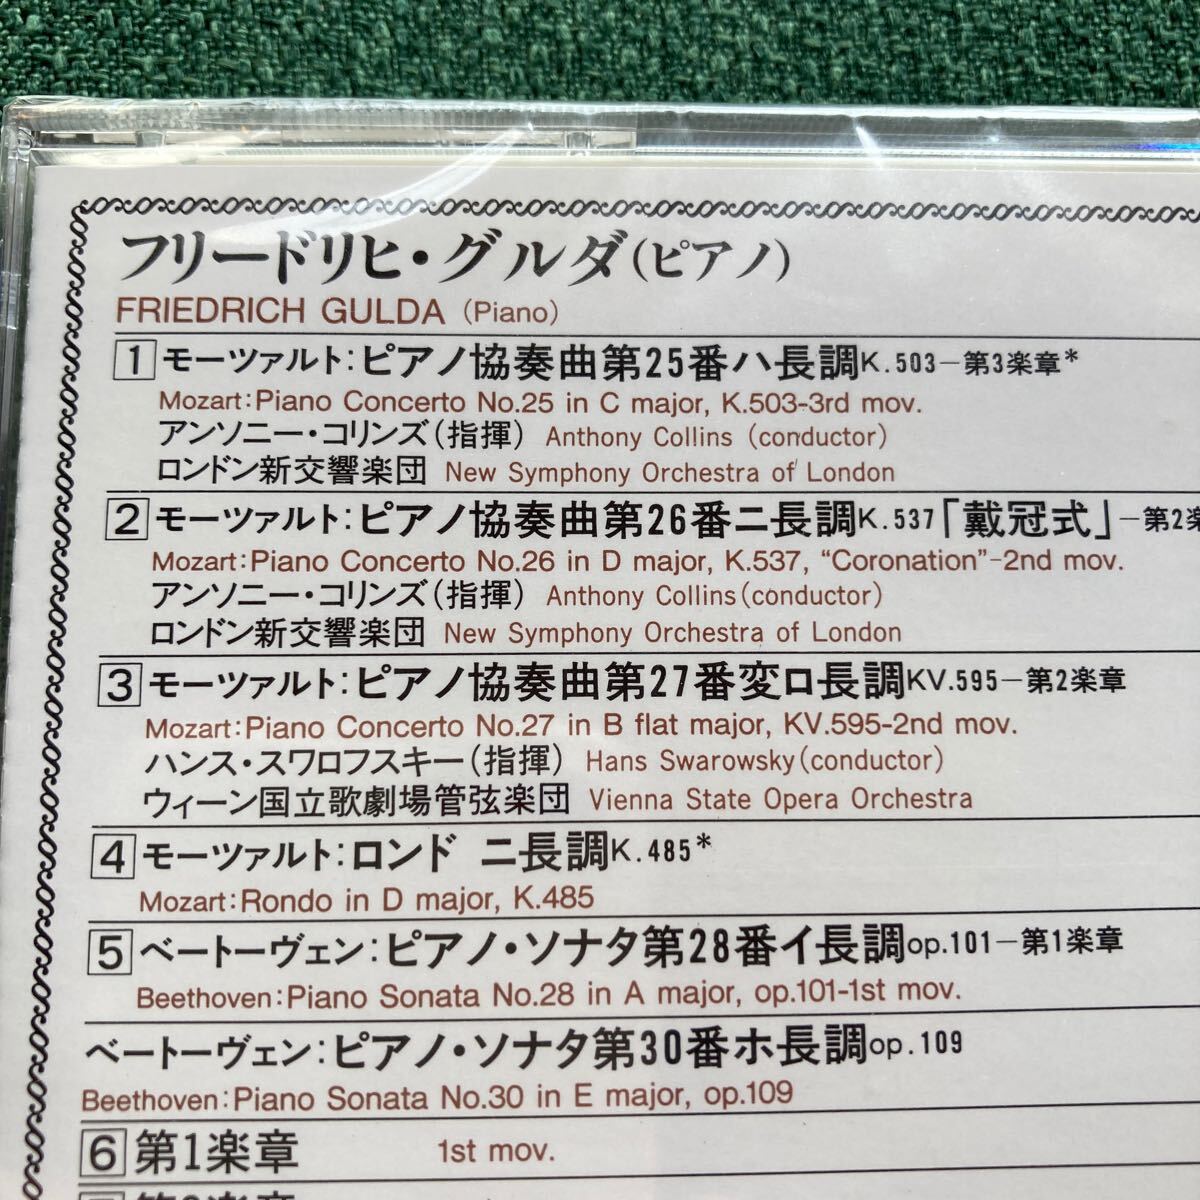 フリードリヒ・グルダ(ピアノ)
FRIEDRICH GULDA (Piano)
1 モーツァルト:ピアノ協奏曲第25番ハ長調K.503－第3楽章*
Mozart:Piano Concerto No.25 in C major, K.503-3rd mov.
アンソニー・コリンズ(指揮) Anthony Collins (conductor)
ロンドン新交響楽団 New Symphony Orchestra of London
2 モーツァルト:ピアノ協奏曲第26番ニ長調K.537「戴冠式」－第2
Mozart:Piano Concerto No.26 in D major, K.537, “Coronation”-2nd mov.
アンソニー・コリンズ(指揮) Anthony Collins(conductor)
ロンドン新交響楽団 New Symphony Orchestra of London
3 モーツァルト:ピアノ協奏曲第27番変ロ長調KV.595－第2楽章
Mozart:Piano Concerto No.27 in B flat major, KV.595-2nd mov.
ハンス・スワロフスキー(指揮) Hans Swarowsky(conductor)
ウィーン国立歌劇場管弦楽団 Vienna State Opera Orchestra
4 モーツァルト:ロンド ニ長調K.485*
Mozart:Rondo in D major, K.485
5 ベートーヴェン:ピアノ・ソナタ第28番イ長調op.101－第1楽章
Beethoven:Piano Sonata No.28 in A major, op.101-1st mov.
ベートーヴェン:ピアノ・ソナタ第30番ホ長調op.109
Beethoven:Piano Sonata No.30 in E major, op.109
6 第1楽章 1st mov.